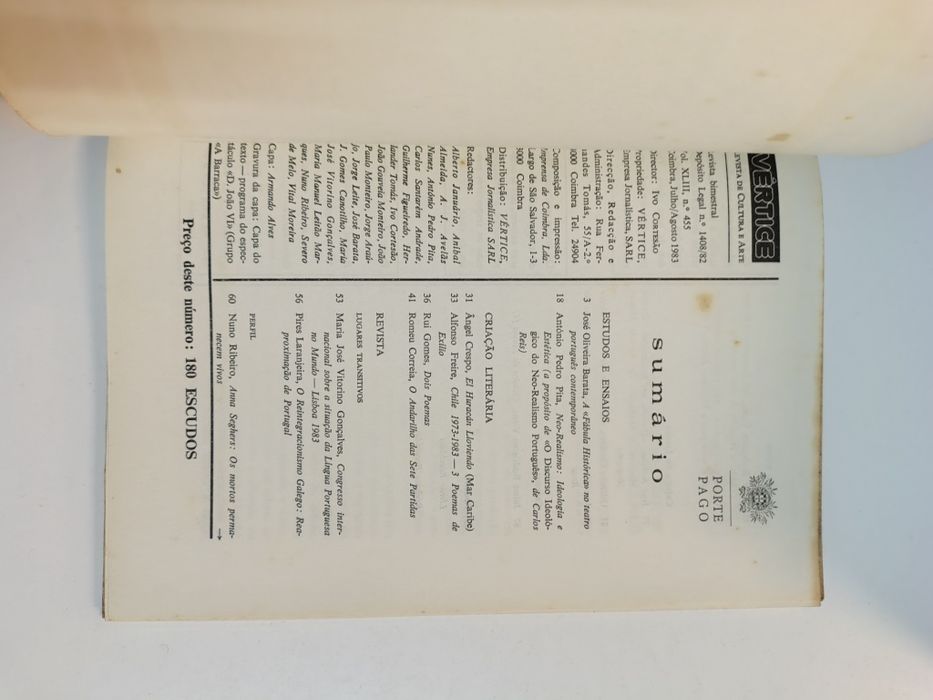 VÉRTICE
REVISTA DE CULTURA E ARTE
Revista bimestral
Depósito Legal n.º 1408/82
Vol. XLIII, n.º 455
Coimbra, Julho/Agosto 1983
Director: IVO CORTESÃO
Propriedade: VÉRTICE,
Empresa Jornalística, SARL
Direcção, Redacção e
Administração: Rua Fer-
nandes Tomás, 55/A-2.º
3000 Coimbra Tel. 24904
Composição e impressão:
Imprensa de Coimbra, Lda.
Largo de São Salvador, 1-3
3000 Coimbra
Distribuição: VÉRTICE,
Empresa Jornalística SARL
Redactores:
Alberto Januário, Aníbal
Almeida, A. J. Avelãs
Nunes, António Pedro Pita,
Carlos Santarém Andrade,
Guilherme Figueiredo, Her-
lander Tomás, Ivo Cortesão,
João Gouveia Monteiro, João
Paulo Monteiro, Jorge Araú-
jo, Jorge Leite, José Barata,
J. Gomes Canotilho, Maria
José Vitorino Gonçalves,
Maria Manuel Leitão Mar-
ques, Nuno Ribeiro, Severo
de Melo, Vital Moreira
Capa: Armando Alves
Gravura da capa: Capa do
texto — programa do espec-
táculo «D. João VI» (Grupo
«A Barraca»)
PORTE
PAGO
sumário
ESTUDOS E ENSAIOS
3 José Oliveira Barata, A «Fábula Histórica» no teatro
português contemporâneo
18 António Pedro Pita, Neo-Realismo: Ideologia e
Estética (a propósito de «O Discurso Ideoló-
gico do Neo-Realismo Português», de Carlos
Reis)
CRIAÇÃO LITERÁRIA
31 Ângel Crespo, El Huracán Lloviendo (Mar Caribe)
33 Alfonso Freire, Chile 1973-1983 — 3 Poemas de
Exílio
36 Rui Gomes, Dois Poemas
41 Romeu Correia, O Andarilho das Sete Partidas
REVISTA
LUGARES TRANSITIVOS
53 Maria José Vitorino Gonçalves, Congresso inter-
nacional sobre a situação da Língua Portuguesa
no Mundo — Lisboa 1983
56 Pires Laranjeira, O Reintegracionismo Galego: Rea-
proximação de Portugal
PERFIL
60 Nuno Ribeiro, Anna Seghers: Os mortos perma-
necem vivos
→
Preço deste número: 180 ESCUDOS